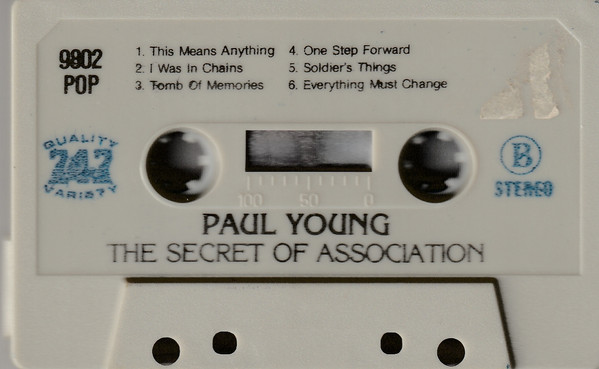 9802
POP
1. This Means Anything
2. I Was In Chains
3. Tomb Of Memories
4. One Step Forward
5. Soldier's Things
6. Everything Must Change
QUALITY
747
VARIETY
B
STEREO
100 50 0
PAUL YOUNG
THE SECRET OF ASSOCIATION